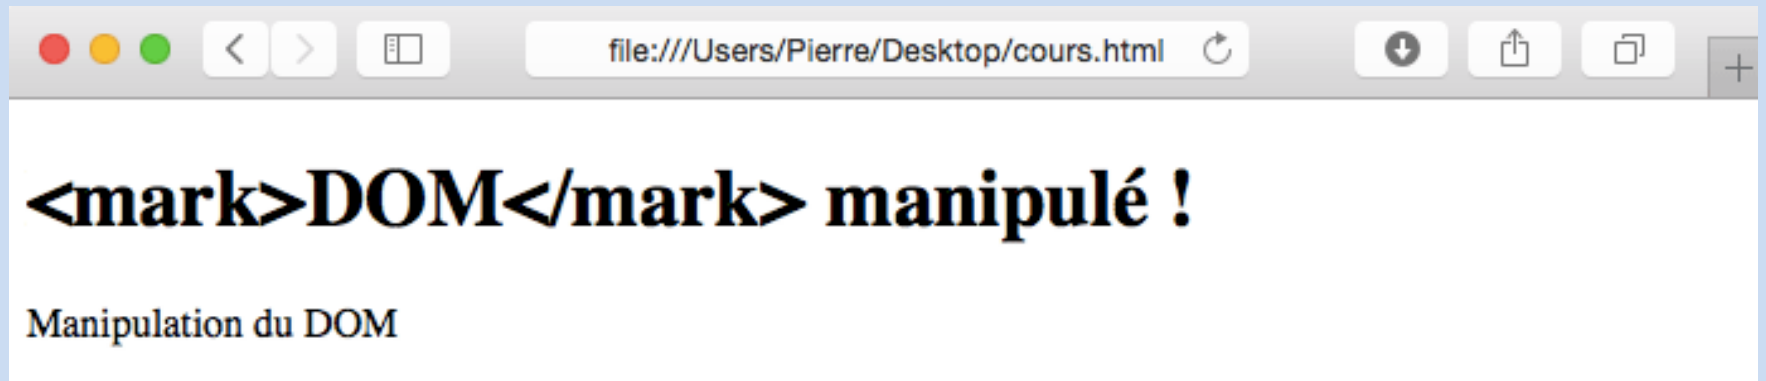 file:///Users/Pierre/Desktop/cours.html
<mark>DOM</mark> manipulé !
Manipulation du DOM